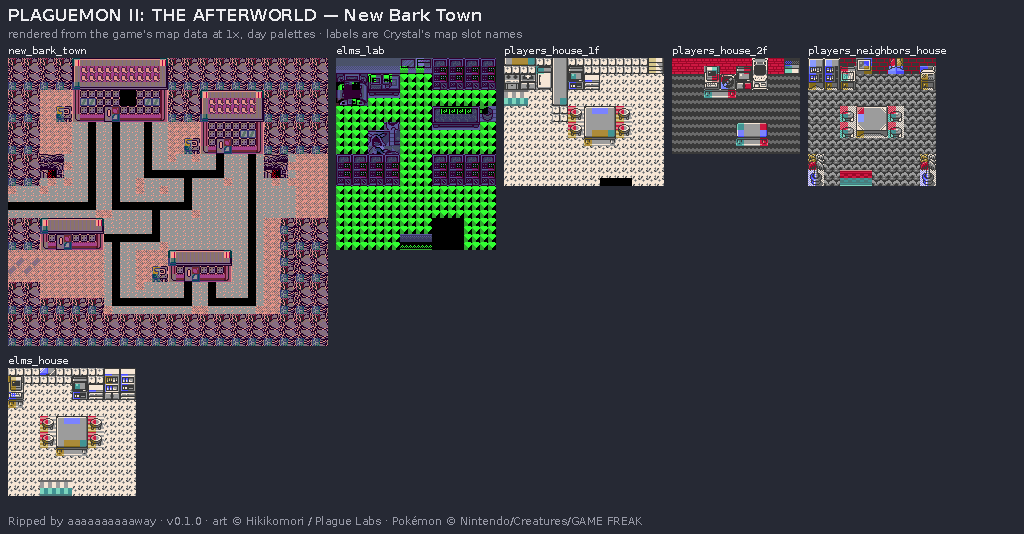 PLAGUEMON II: THE AFTERWORLD — New Bark Town
rendered from the game's map data at 1x, day palettes · labels are Crystal's map slot names
new_bark_town
elms_lab
players_house_1f
players_house_2f
players_neighbors_house
elms_house
Ripped by aaaaaaaaaaway · v0.1.0 · art © Hikikomori / Plague Labs · Pokémon © Nintendo/Creatures/GAME FREAK